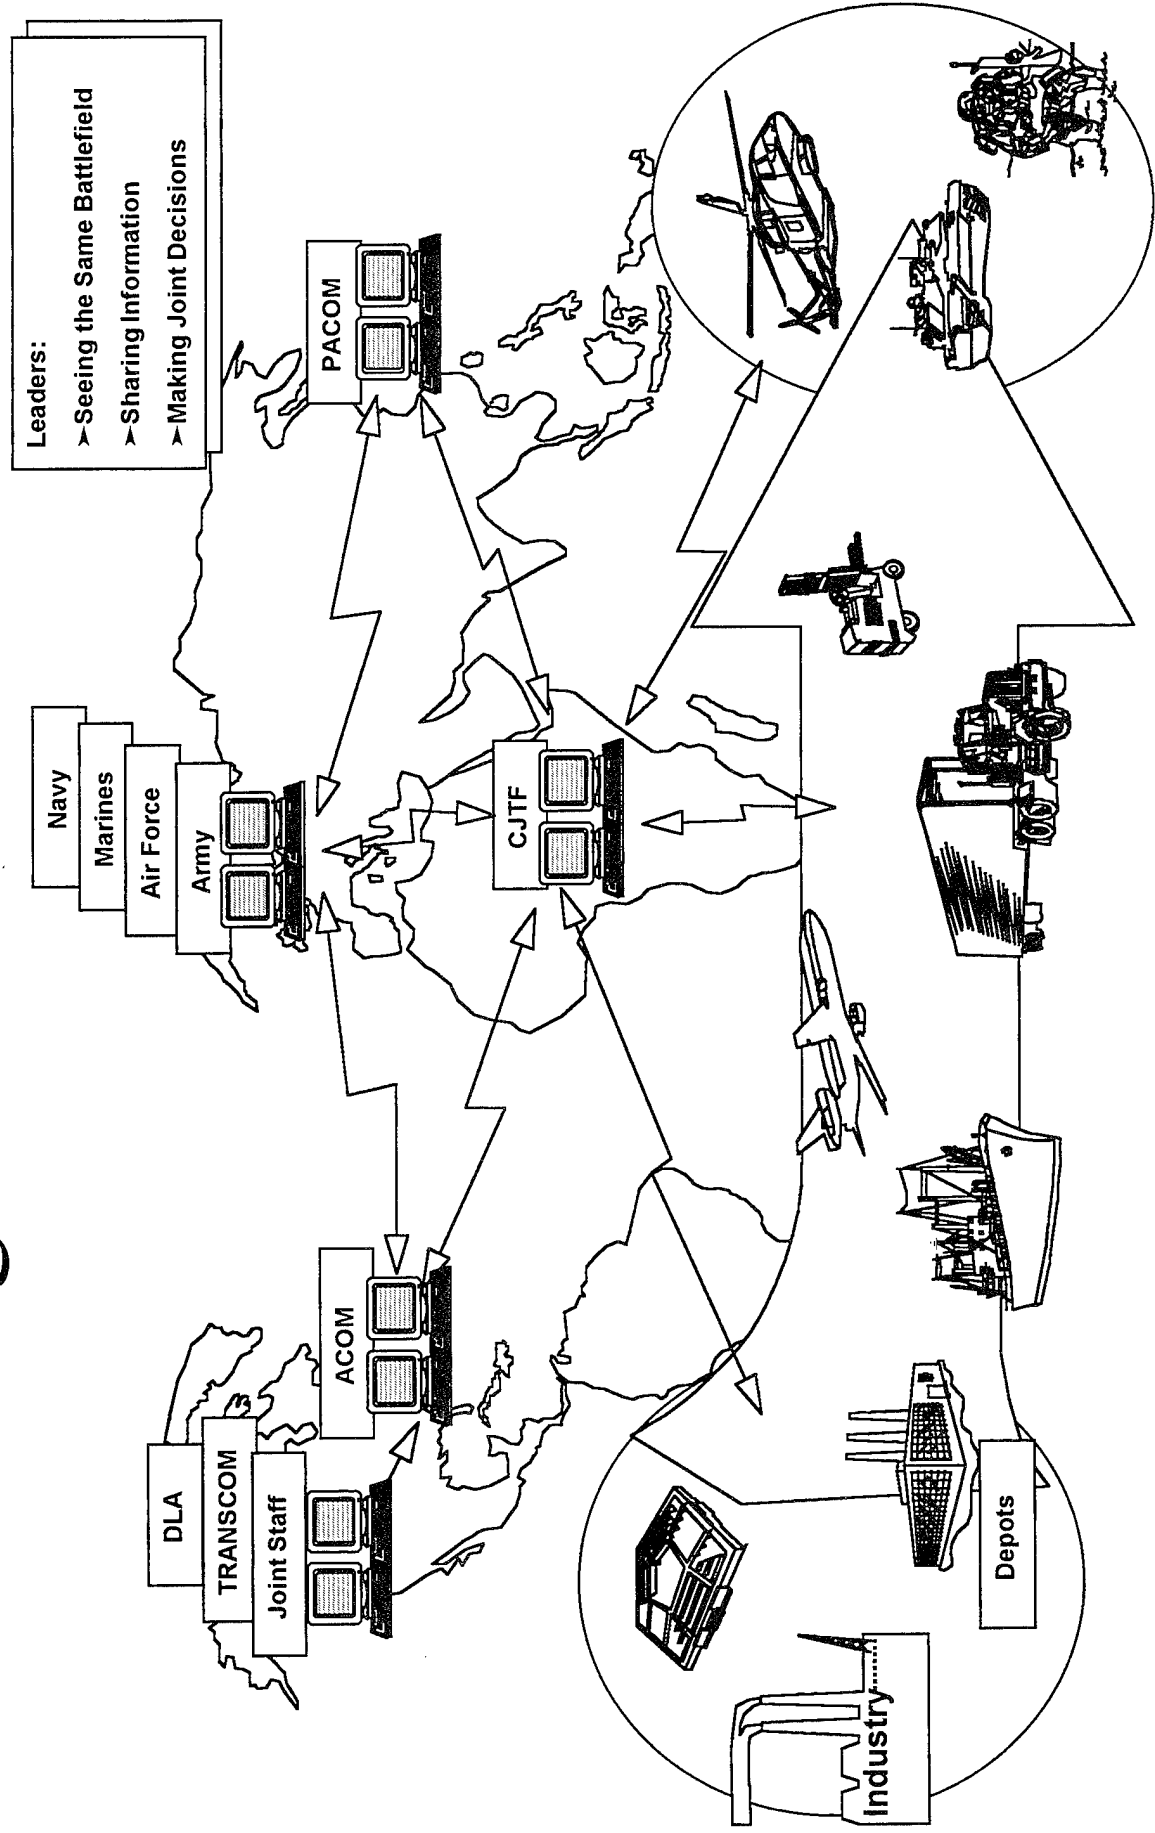 Leaders:
➢Seeing the Same Battlefield
➢Sharing Information
➢Making Joint Decisions
Navy
Marines
Air Force
Army
DLA
TRANSCOM
Joint Staff
ACOM
PACOM
CJTF
Industry
Depots